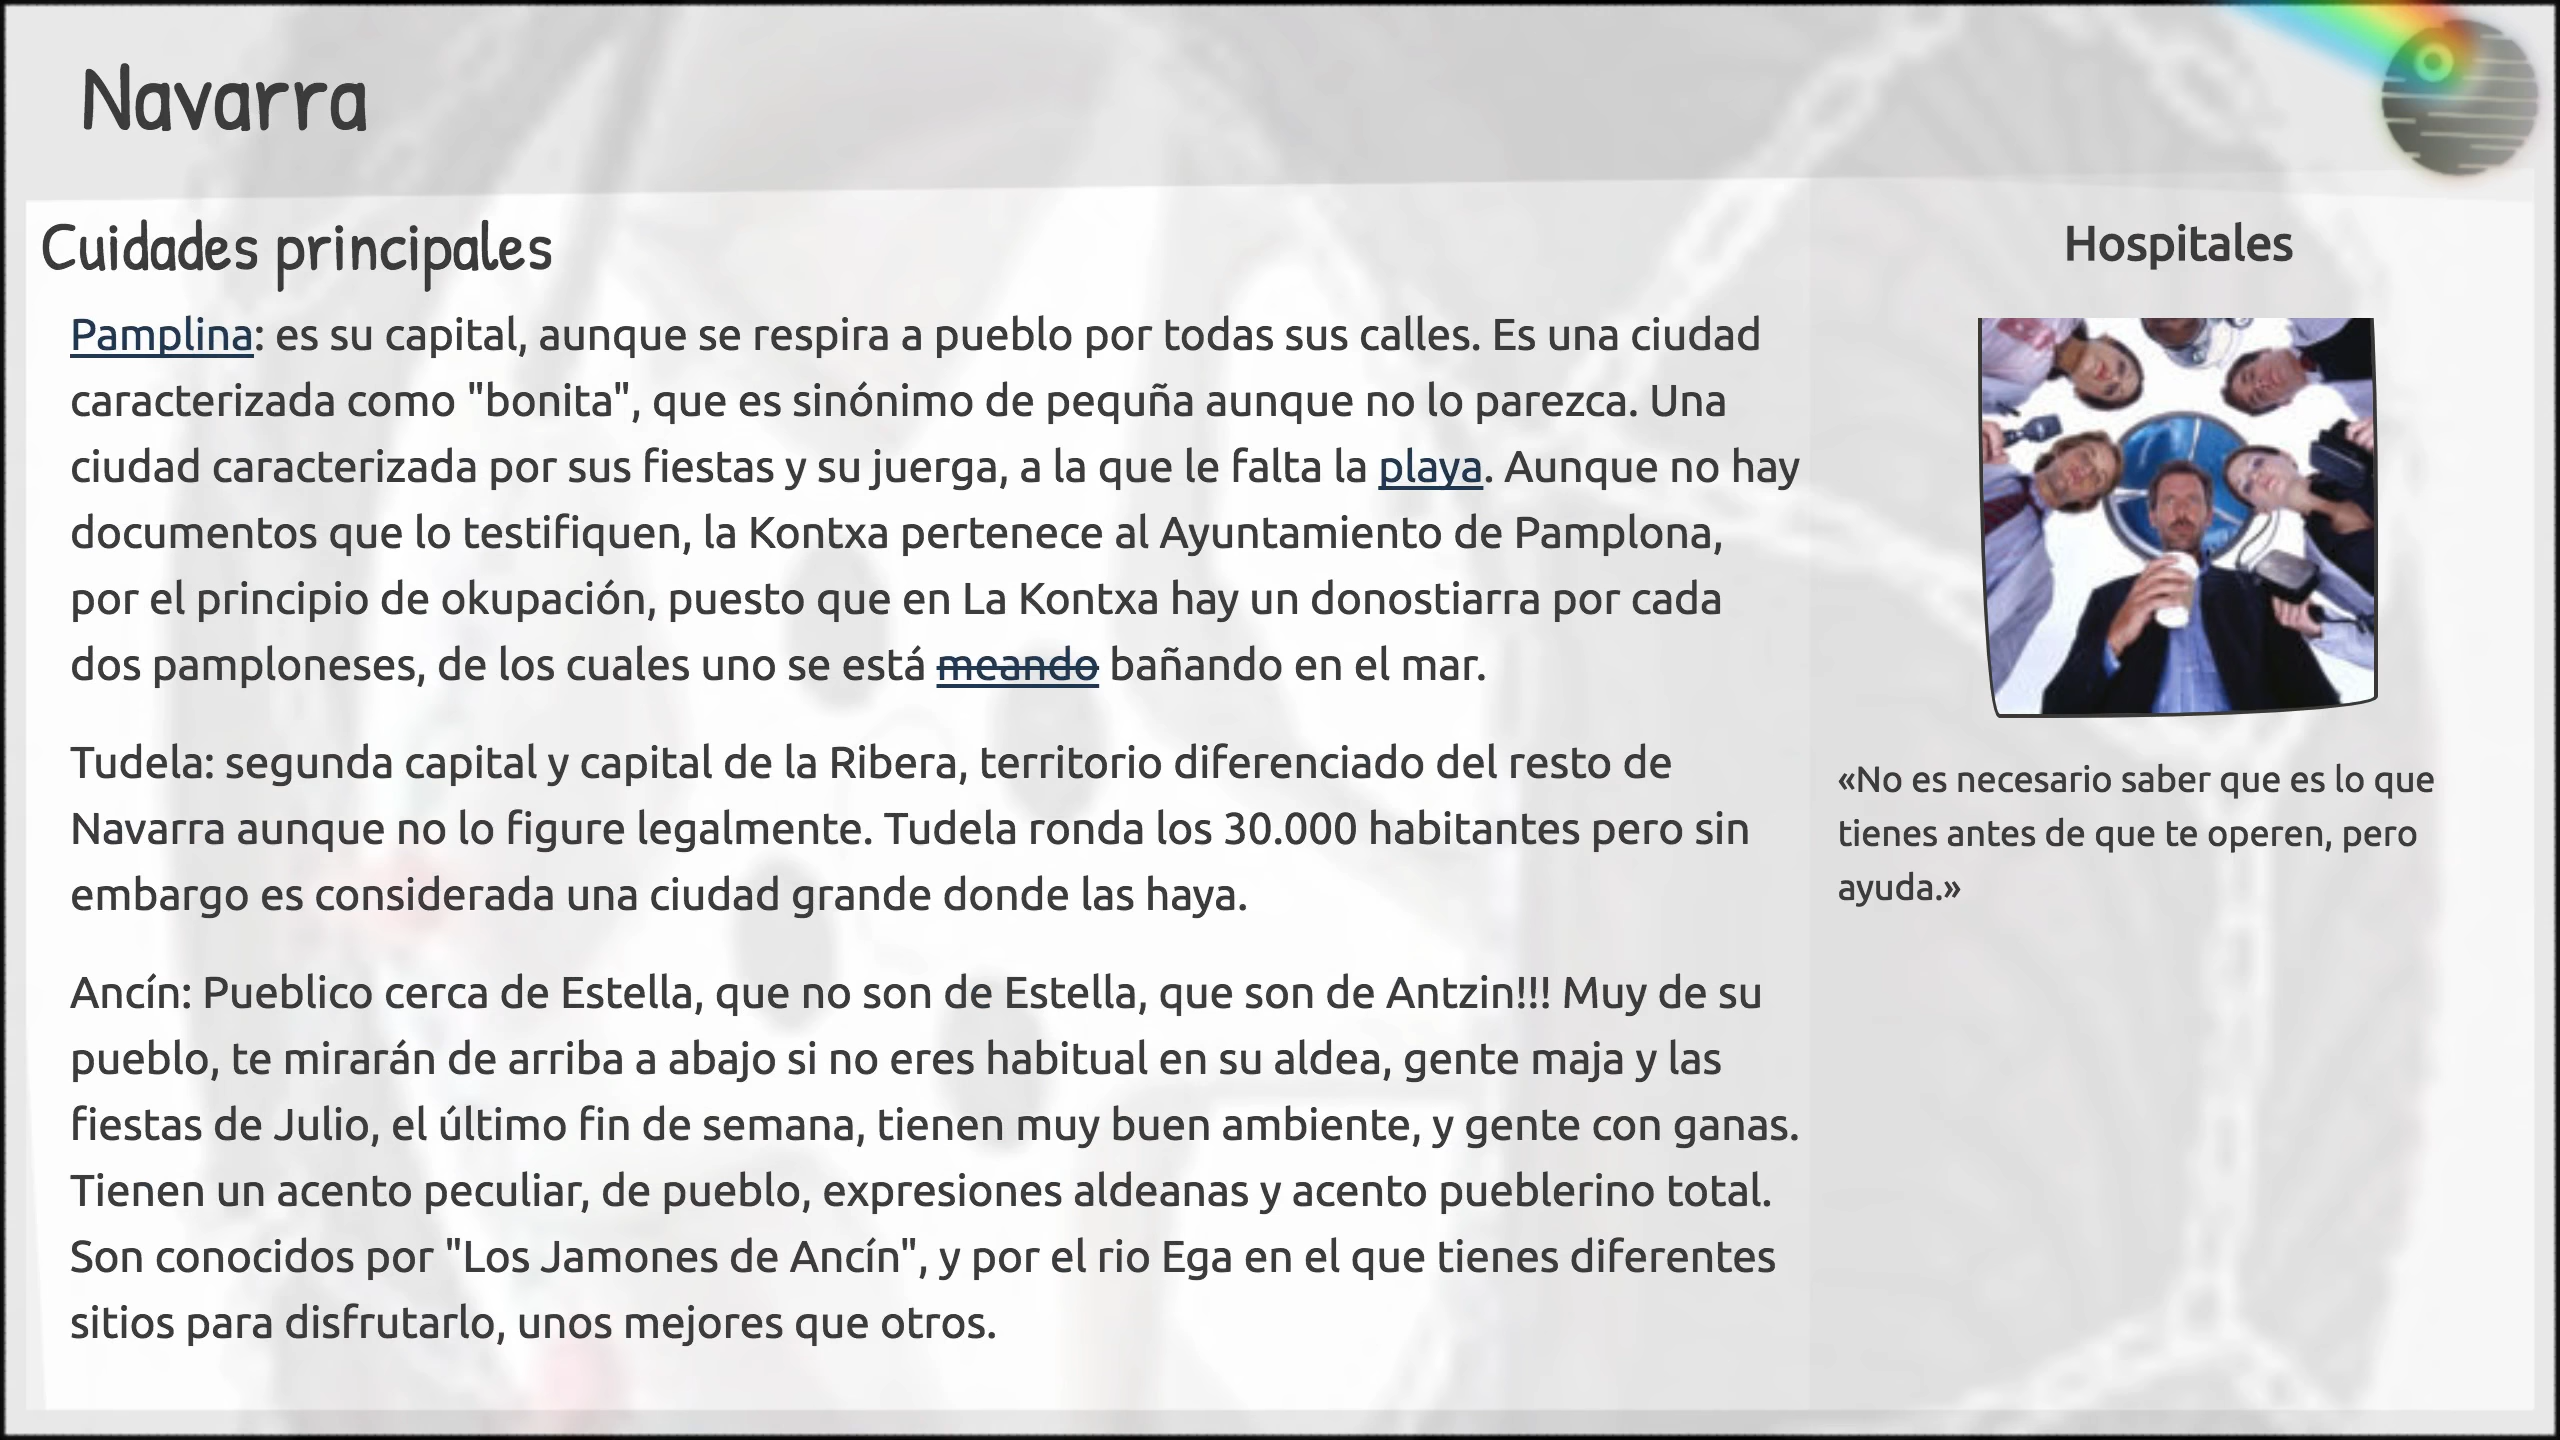 Navarra
Cuidades principales
Pamplina: es su capital, aunque se respira a pueblo por todas sus calles. Es una ciudad
caracterizada como "bonita", que es sinónimo de pequña aunque no lo parezca. Una
ciudad caracterizada por sus fiestas y su juerga, a la que le falta la playa. Aunque no hay
documentos que lo testifiquen, la Kontxa pertenece al Ayuntamiento de Pamplona,
por el principio de okupación, puesto que en La Kontxa hay un donostiarra por cada
dos pamploneses, de los cuales uno se está meando bañando en el mar.
Tudela: segunda capital y capital de la Ribera, territorio diferenciado del resto de
Navarra aunque no lo figure legalmente. Tudela ronda los 30.000 habitantes pero sin
embargo es considerada una ciudad grande donde las haya.
Ancín: Pueblico cerca de Estella, que no son de Estella, que son de Antzin!!! Muy de su
pueblo, te mirarán de arriba a abajo si no eres habitual en su aldea, gente maja y las
fiestas de Julio, el último fin de semana, tienen muy buen ambiente, y gente con ganas.
Tienen un acento peculiar, de pueblo, expresiones aldeanas y acento pueblerino total.
Son conocidos por "Los Jamones de Ancín", y por el rio Ega en el que tienes diferentes
sitios para disfrutarlo, unos mejores que otros.
Hospitales
«No es necesario saber que es lo que
tienes antes de que te operen, pero
ayuda.»